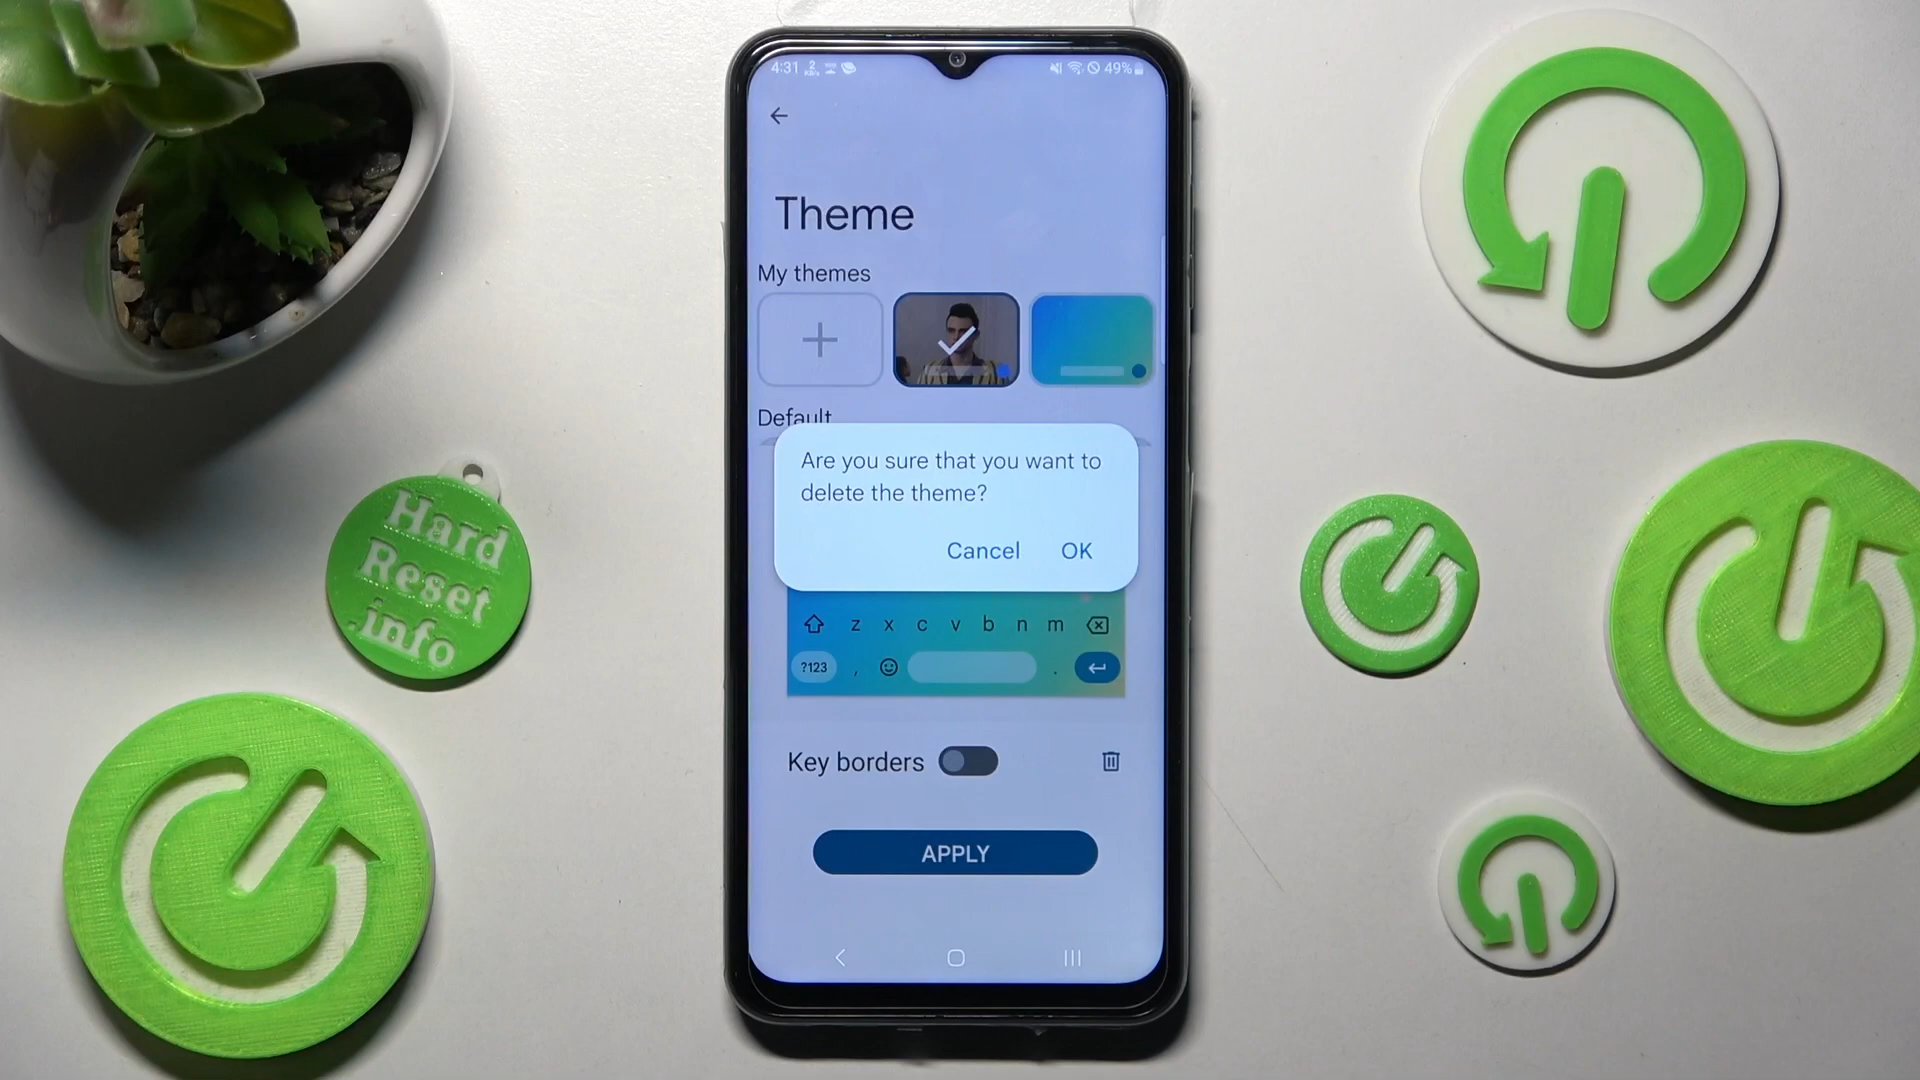 4:31
49%
Theme
My themes
Default
Are you sure that you want to
delete the theme?
Cancel OK
z x c v b n m
?123 , .
Key borders
APPLY
Hard
Reset
.info